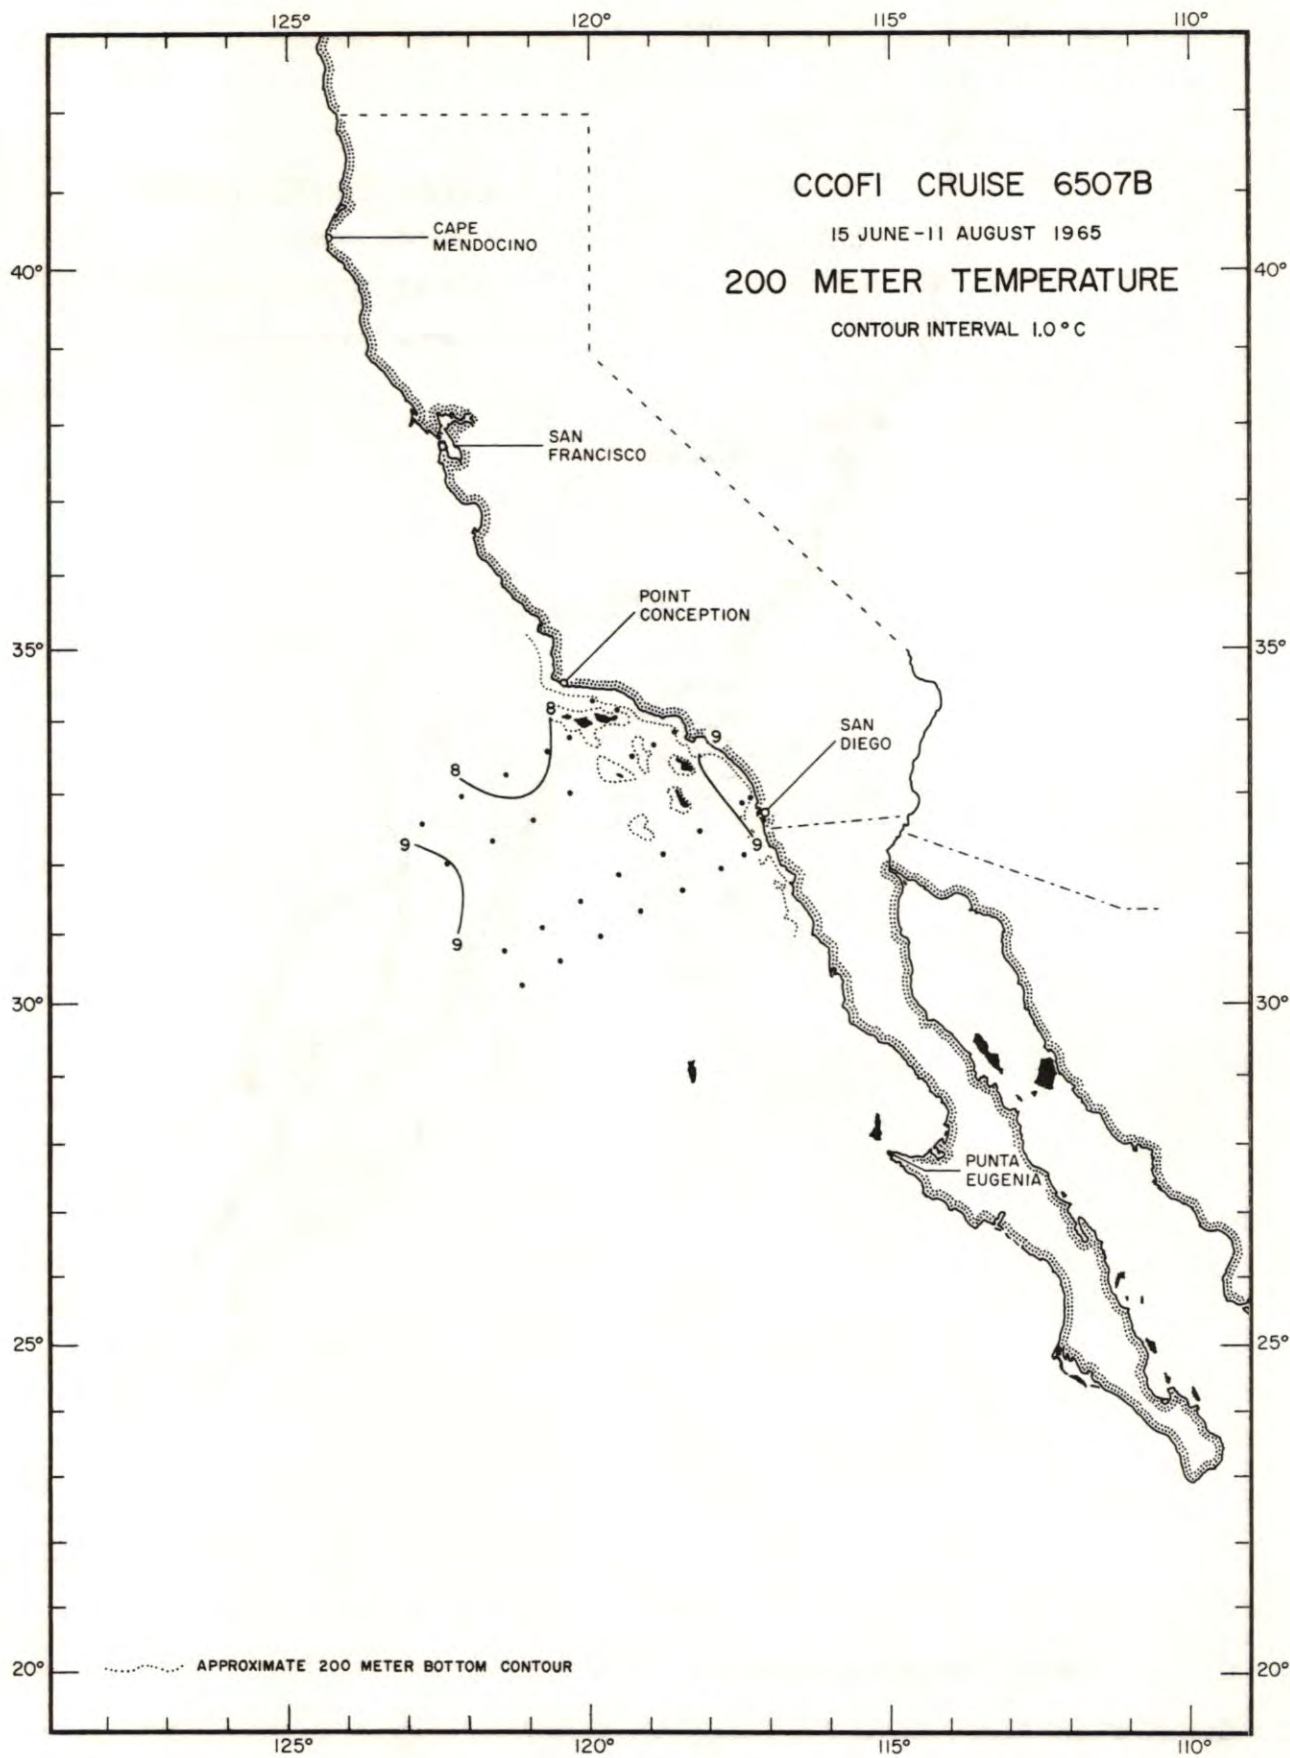 125° 120° 115° 110°
CCOFI CRUISE 6507B
15 JUNE-11 AUGUST 1965
200 METER TEMPERATURE
CONTOUR INTERVAL 1.0°C
CAPE
MENDOCINO
40° 40°
SAN
FRANCISCO
POINT
CONCEPTION
35° 35°
8
9
SAN
DIEGO
8
9
9
9
30° 30°
PUNTA
EUGENIA
25° 25°
20° 20°
APPROXIMATE 200 METER BOTTOM CONTOUR
125° 120° 115° 110°